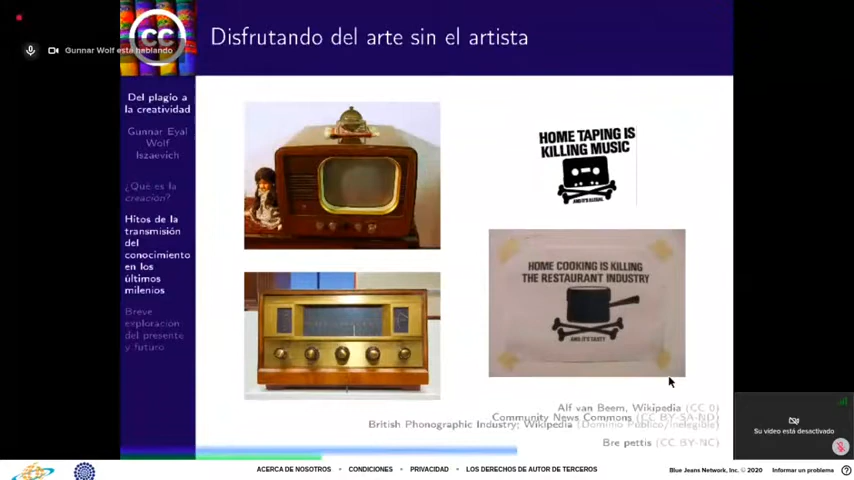 Disfrutando del arte sin el artista
Gunnar Wolf está hablando
Del plagio a
la creatividad
Gunnar Eyal
Wolf
Iszaevich
¿Qué es la
creación?
Hitos de la
transmisión
del
conocimiento
en los
últimos
milenios
Breve
exploración
del presente
y futuro
HOME TAPING IS
KILLING MUSIC
AND IT'S ILLEGAL
HOME COOKING IS KILLING
THE RESTAURANT INDUSTRY
AND IT'S TASTY
Alf van Beem, Wikipedia (CC 0)
Community News Commons (CC BY-SA-ND)
British Phonographic Industry; Wikipedia (Dominio Público/inelegible)
Bre pettis (CC BY-NC)
Su video está desactivado
ACERCA DE NOSOTROS • CONDICIONES • PRIVACIDAD • LOS DERECHOS DE AUTOR DE TERCEROS
Blue Jeans Network, Inc. © 2020 Informar un problema